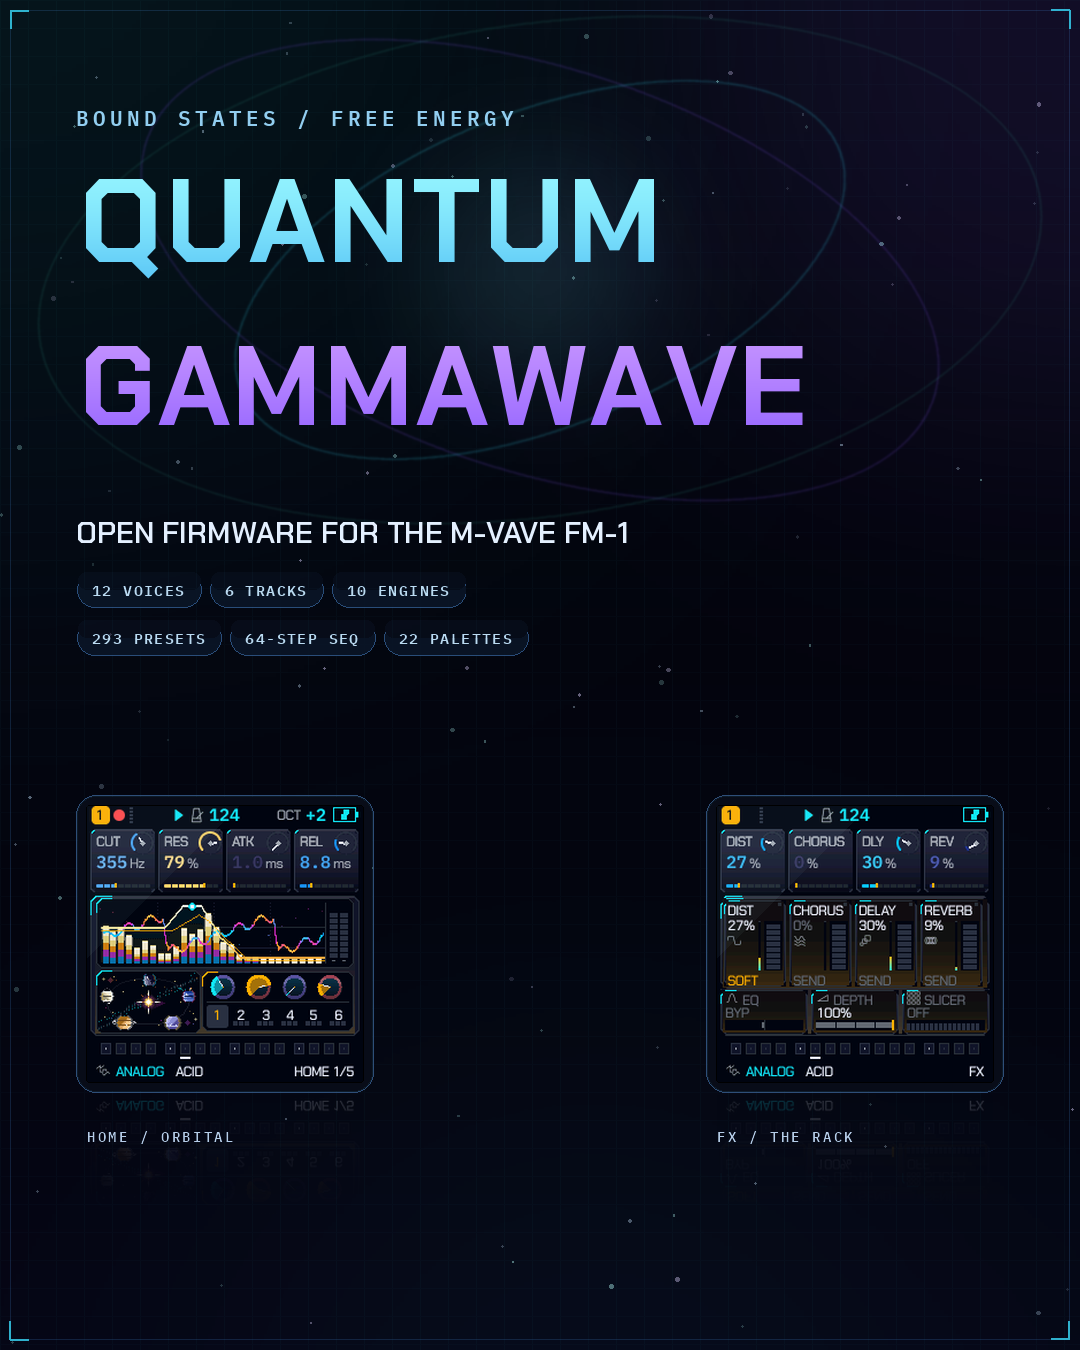 BOUND STATES / FREE ENERGY
QUANTUM
GAMMAWAVE
OPEN FIRMWARE FOR THE M-VAVE FM-1
12 VOICES 6 TRACKS 10 ENGINES
293 PRESETS 64-STEP SEQ 22 PALETTES
1 124 OCT +2
CUT RES ATK REL
355 Hz 79 % 1.0 ms 8.8 ms
1 2 3 4 5 6
ANALOG ACID HOME 1/5
HOME / ORBITAL
1 124
DIST CHORUS DLY REV
27 % 0 % 30 % 9 %
DIST CHORUS DELAY REVERB
27% 0% 30% 9%
SOFT SEND SEND SEND
EQ DEPTH SLICER
BYP 100% OFF
ANALOG ACID FX
FX / THE RACK